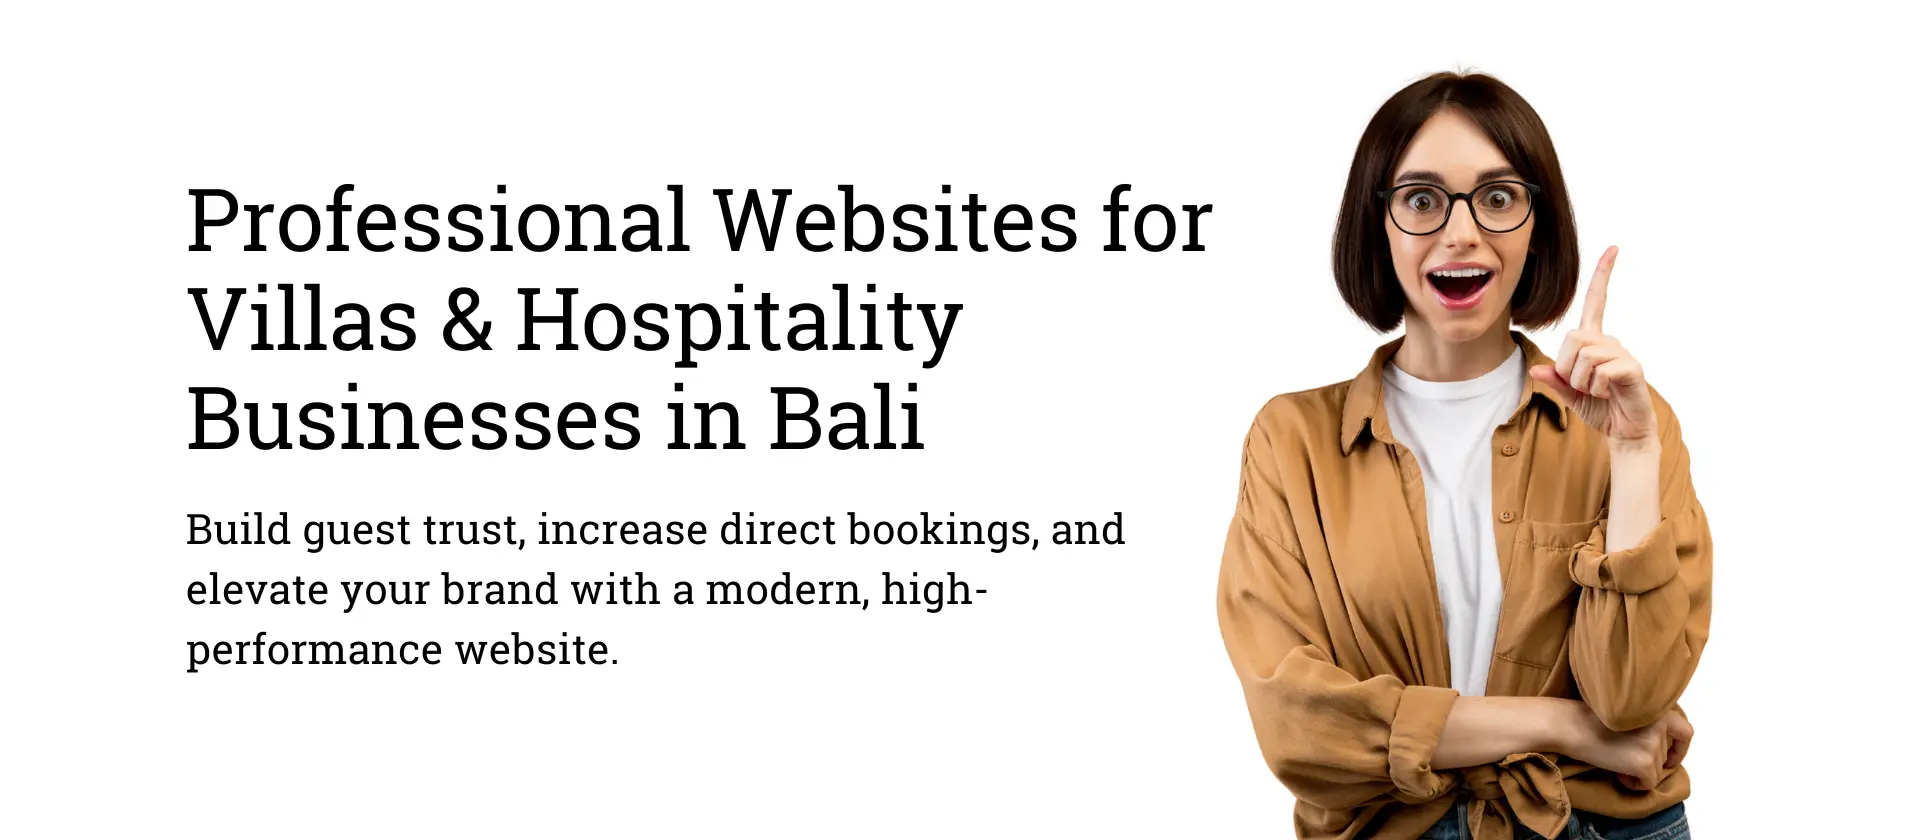 Professional Websites for
Villas & Hospitality
Businesses in Bali
Build guest trust, increase direct bookings, and
elevate your brand with a modern, high-
performance website.